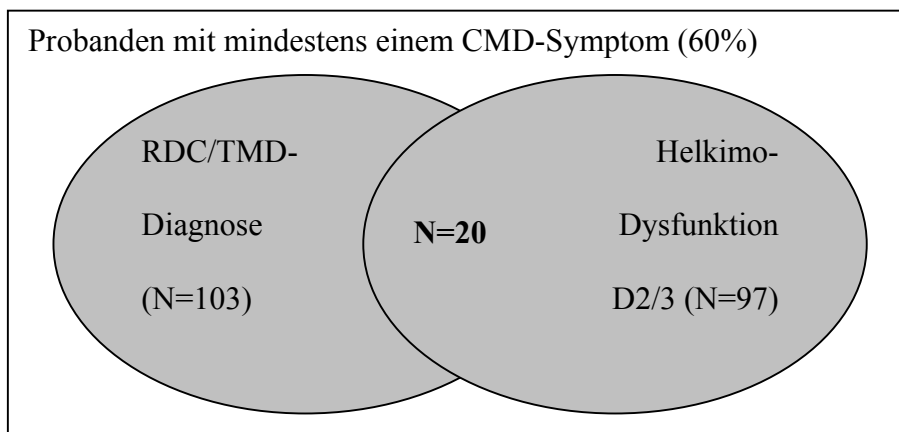 Probanden mit mindestens einem CMD-Symptom (60%)
RDC/TMD-
Diagnose
(N=103)
N=20
Helkimo-
Dysfunktion
D2/3 (N=97)